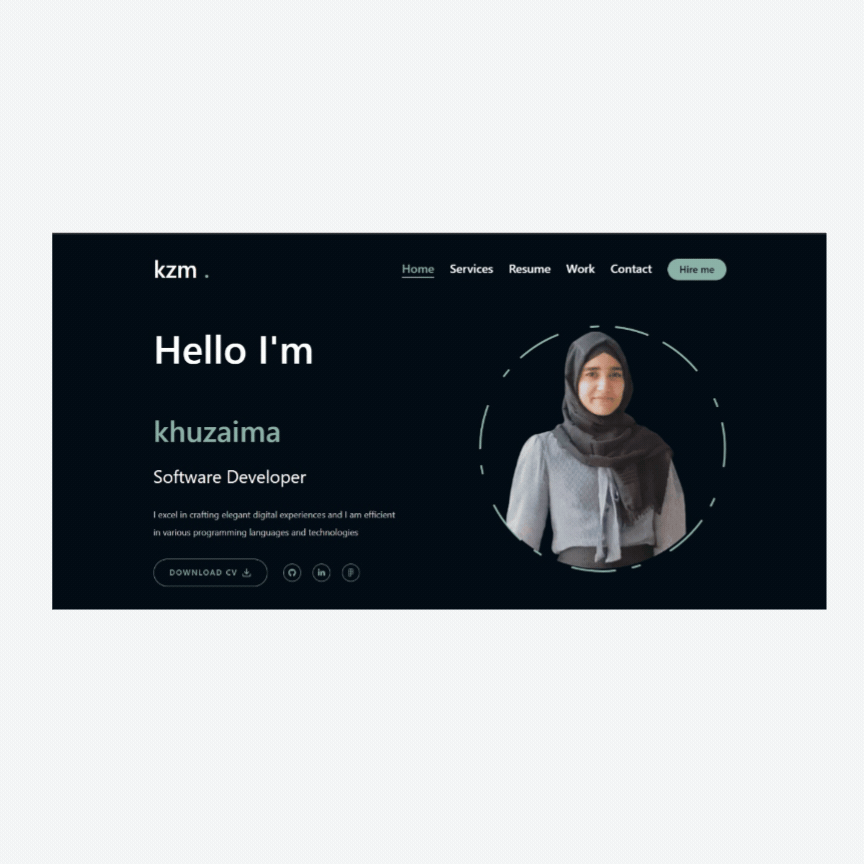 kzm .
Home Services Resume Work Contact Hire me
Hello I'm
khuzaima
Software Developer
I excel in crafting elegant digital experiences and I am efficient
in various programming languages and technologies
DOWNLOAD CV
in